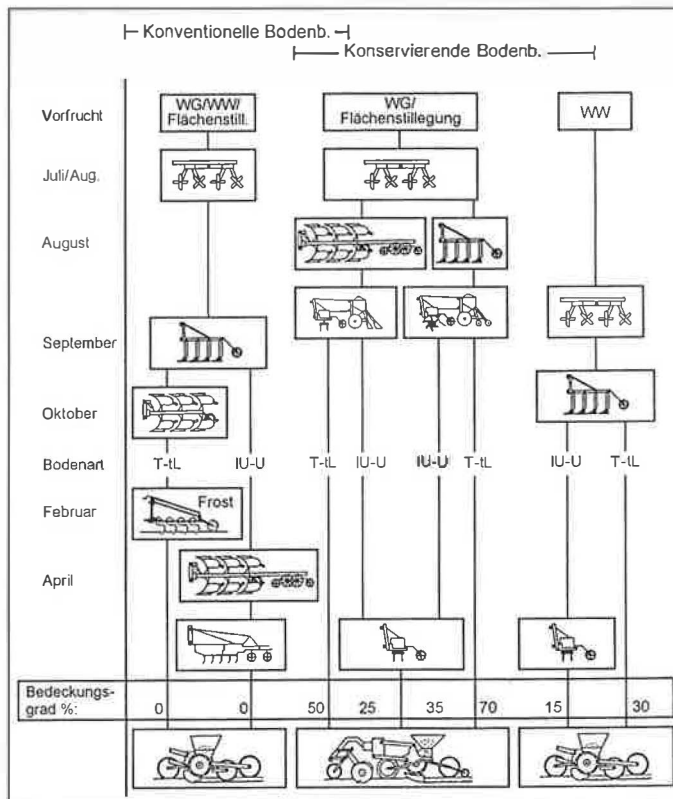 Konventionelle Bodenb.
Konservierende Bodenb.
Vorfrucht
WG/WW/
Flächenstill.
WG/
Flächenstillegung
WW
Juli/Aug.
August
September
Oktober
Bodenart T-tL lU-U T-tL lU-U lU-U T-tL lU-U T-tL
Februar Frost
April
Bedeckungs-
grad %: 0 0 50 25 35 70 15 30